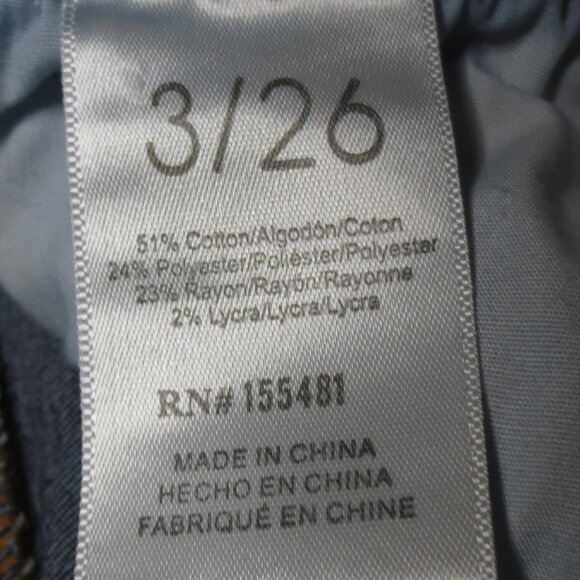 3/26
51% Cotton/Algodón/Coton
24% Polyester/Poliéster/Polyester
23% Rayon/Rayón/Rayonne
2% Lycra/Lycra/Lycra
RN# 155481
MADE IN CHINA
HECHO EN CHINA
FABRIQUÉ EN CHINE